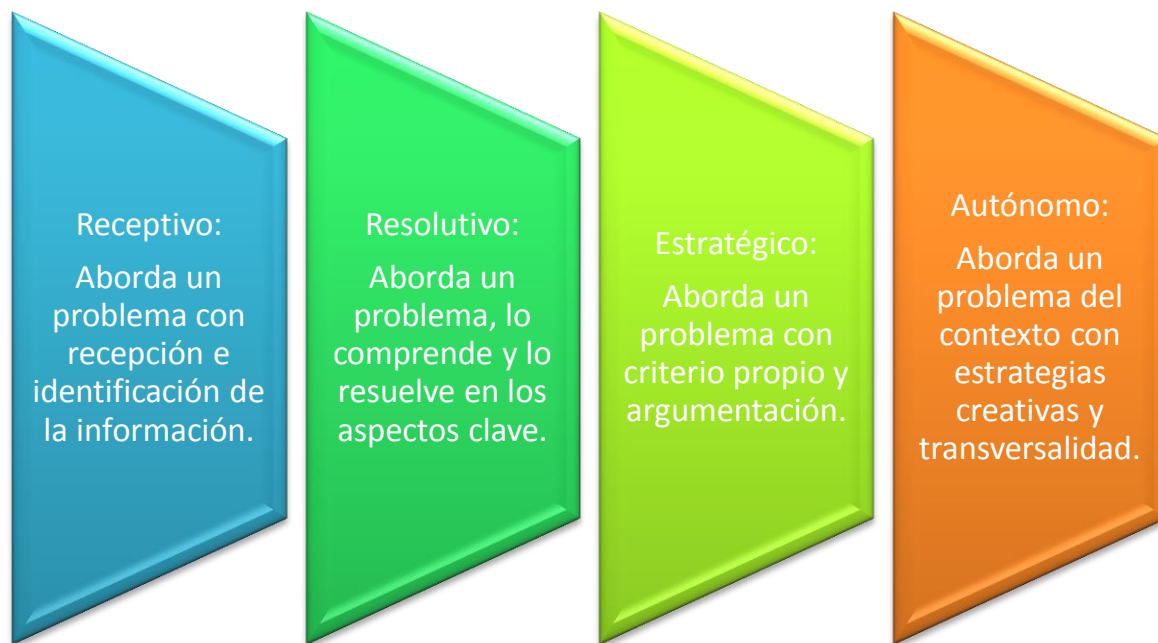 Receptivo:
Aborda un
problema con
recepción e
identificación de
la información.
Resolutivo:
Aborda un
problema, lo
comprende y lo
resuelve en los
aspectos clave.
Estratégico:
Aborda un
problema con
criterio propio y
argumentación.
Autónomo:
Aborda un
problema del
contexto con
estrategias
creativas y
transversalidad.